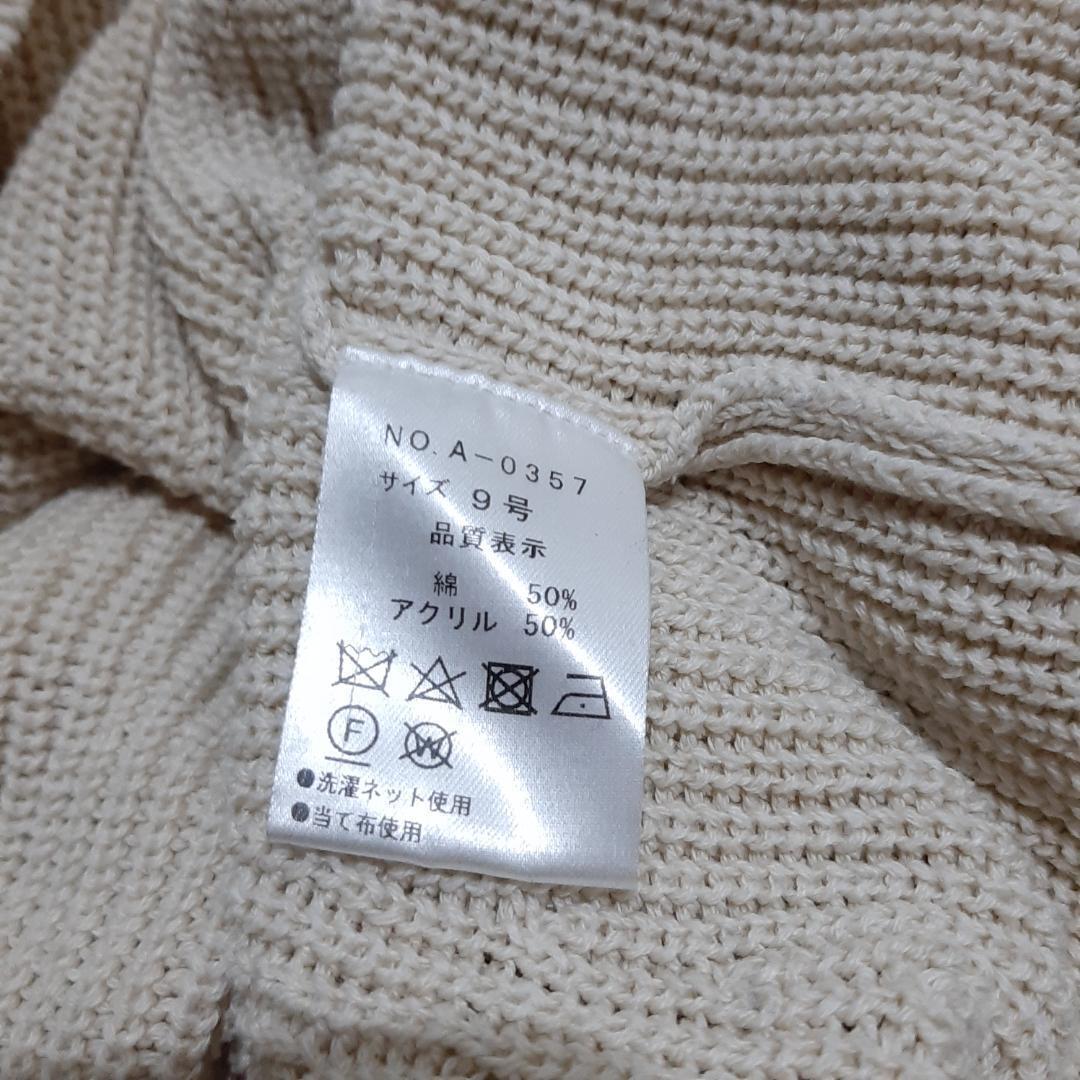 NO.A-0357
サイズ 9号
品質表示
綿 50%
アクリル 50%
F W
●洗濯ネット使用
●当て布使用